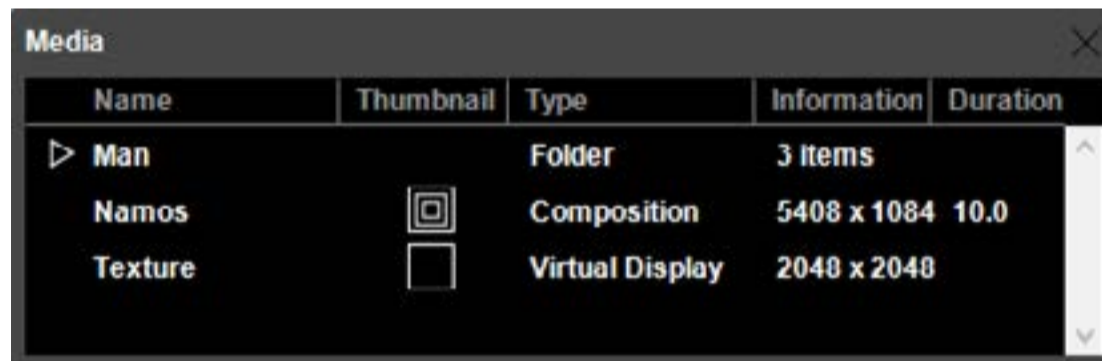 Media
Name Thumbnail Type Information Duration
Man Folder 3 Items
Namos Composition 5408 x 1084 10.0
Texture Virtual Display 2048 x 2048